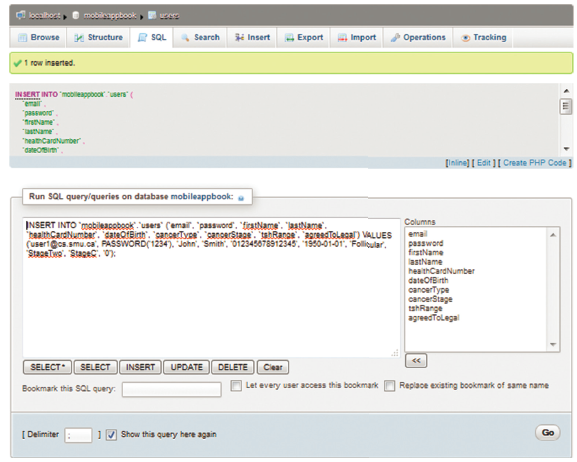 localhost ▸ mobileappbook ▸ users
Browse Structure SQL Search Insert Export Import Operations Tracking
1 row inserted.
INSERT INTO `mobileappbook`.`users` (
`email` ,
`password` ,
`firstName` ,
`lastName` ,
`healthCardNumber` ,
`dateOfBirth` ,
[Inline] [ Edit ] [ Create PHP Code ]
Run SQL query/queries on database mobileappbook:
INSERT INTO `mobileappbook`.`users` (`email`, `password`, `firstName`, `lastName`,
`healthCardNumber`, `dateOfBirth`, `cancerType`, `cancerStage`, `tshRange`, `agreedToLegal`) VALUES
('user1@cs.smu.ca', PASSWORD('1234'), 'John', 'Smith', '012345678912345', '1950-01-01', 'Follicular',
'StageTwo', 'StageC', '0');
Columns
email
password
firstName
lastName
healthCardNumber
dateOfBirth
cancerType
cancerStage
tshRange
agreedToLegal
<<
SELECT* SELECT INSERT UPDATE DELETE Clear
Bookmark this SQL query: Let every user access this bookmark Replace existing bookmark of same name
[ Delimiter ; ] Show this query here again
Go